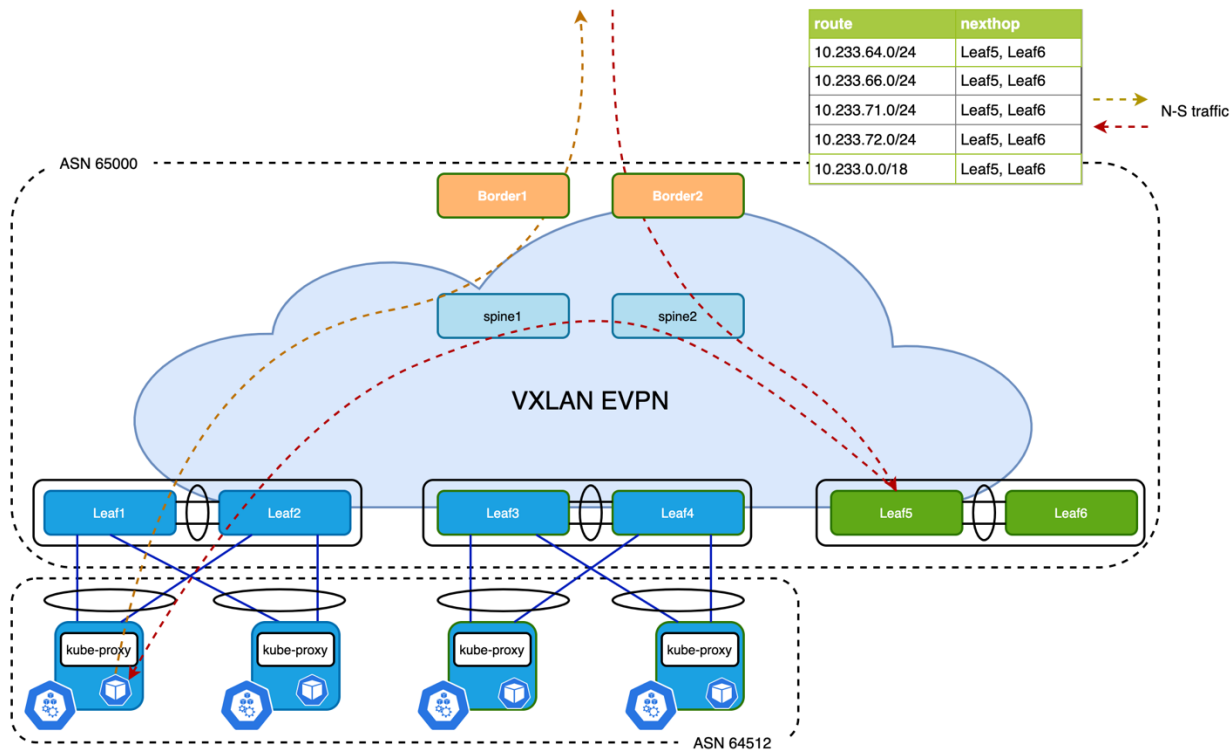 route nexthop
10.233.64.0/24 Leaf5, Leaf6
10.233.66.0/24 Leaf5, Leaf6
10.233.71.0/24 Leaf5, Leaf6
10.233.72.0/24 Leaf5, Leaf6
10.233.0.0/18 Leaf5, Leaf6
N-S traffic
ASN 65000
Border1 Border2
spine1 spine2
VXLAN EVPN
Leaf1 Leaf2 Leaf3 Leaf4 Leaf5 Leaf6
kube-proxy kube-proxy kube-proxy kube-proxy
ASN 64512